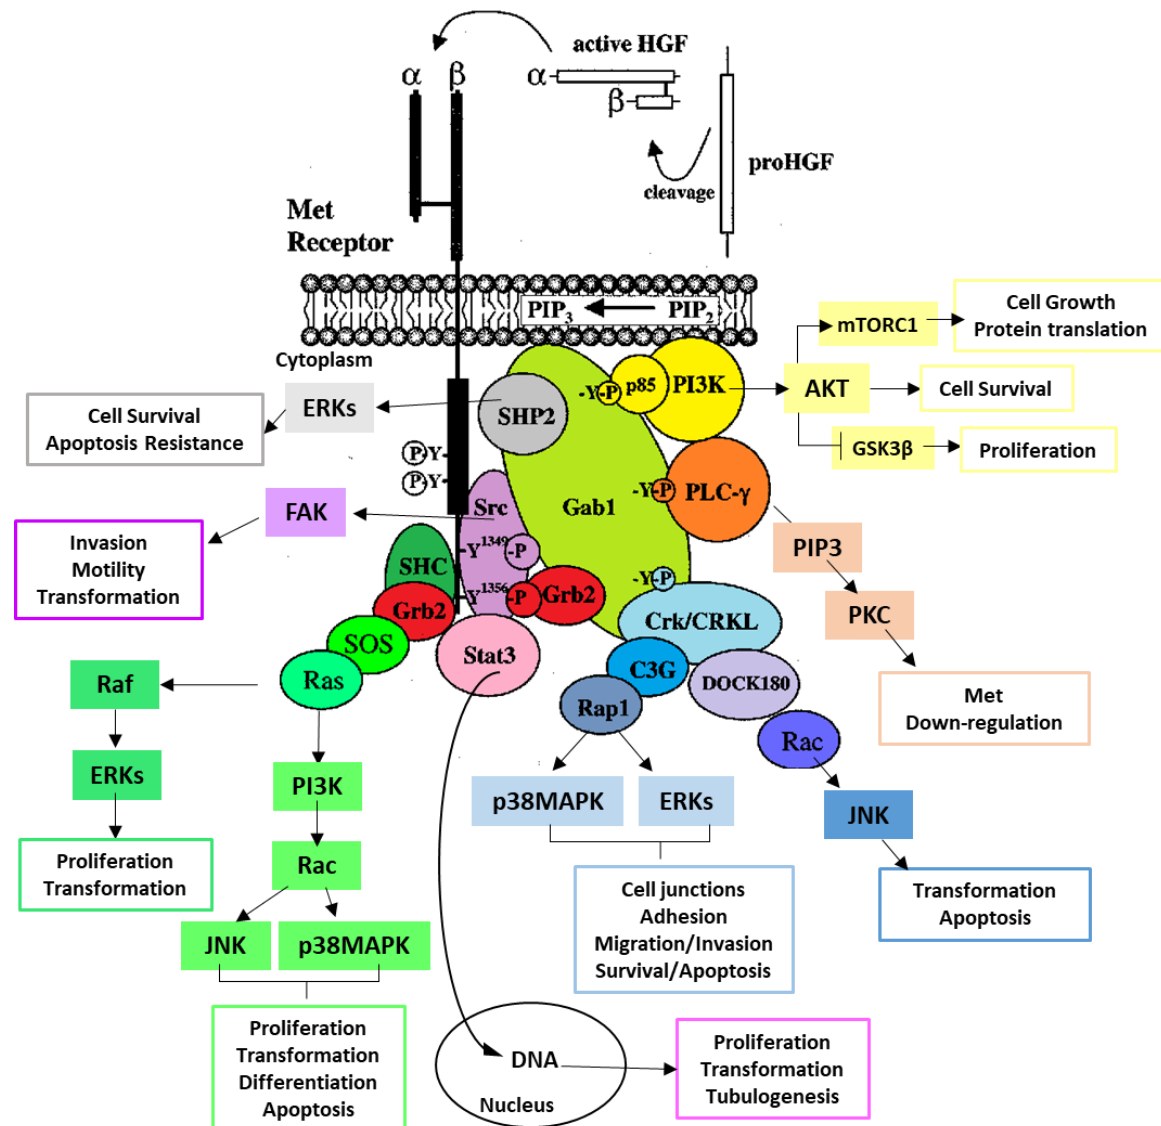 active HGF
α
β
α
β
proHGF
cleavage
Met
Receptor
PIP3
PIP2
Cytoplasm
mTORC1
Cell Growth
Protein translation
ERKs
Cell Survival
Apoptosis Resistance
SHP2
-Y-P
p85
PI3K
AKT
Cell Survival
GSK3β
Proliferation
P-Y-
P-Y-
Src
Gab1
-Y-P
PLC-γ
FAK
Invasion
Motility
Transformation
PIP3
SHC
-Y1349-P
-Y-P
Grb2
-Y1356-P
Grb2
Crk/CRKL
PKC
SOS
Stat3
C3G
DOCK180
Raf
Ras
Rap1
Rac
Met
Down-regulation
ERKs
PI3K
p38MAPK
ERKs
JNK
Proliferation
Transformation
Rac
Cell junctions
Adhesion
Migration/Invasion
Survival/Apoptosis
Transformation
Apoptosis
JNK
p38MAPK
Proliferation
Transformation
Differentiation
Apoptosis
DNA
Nucleus
Proliferation
Transformation
Tubulogenesis